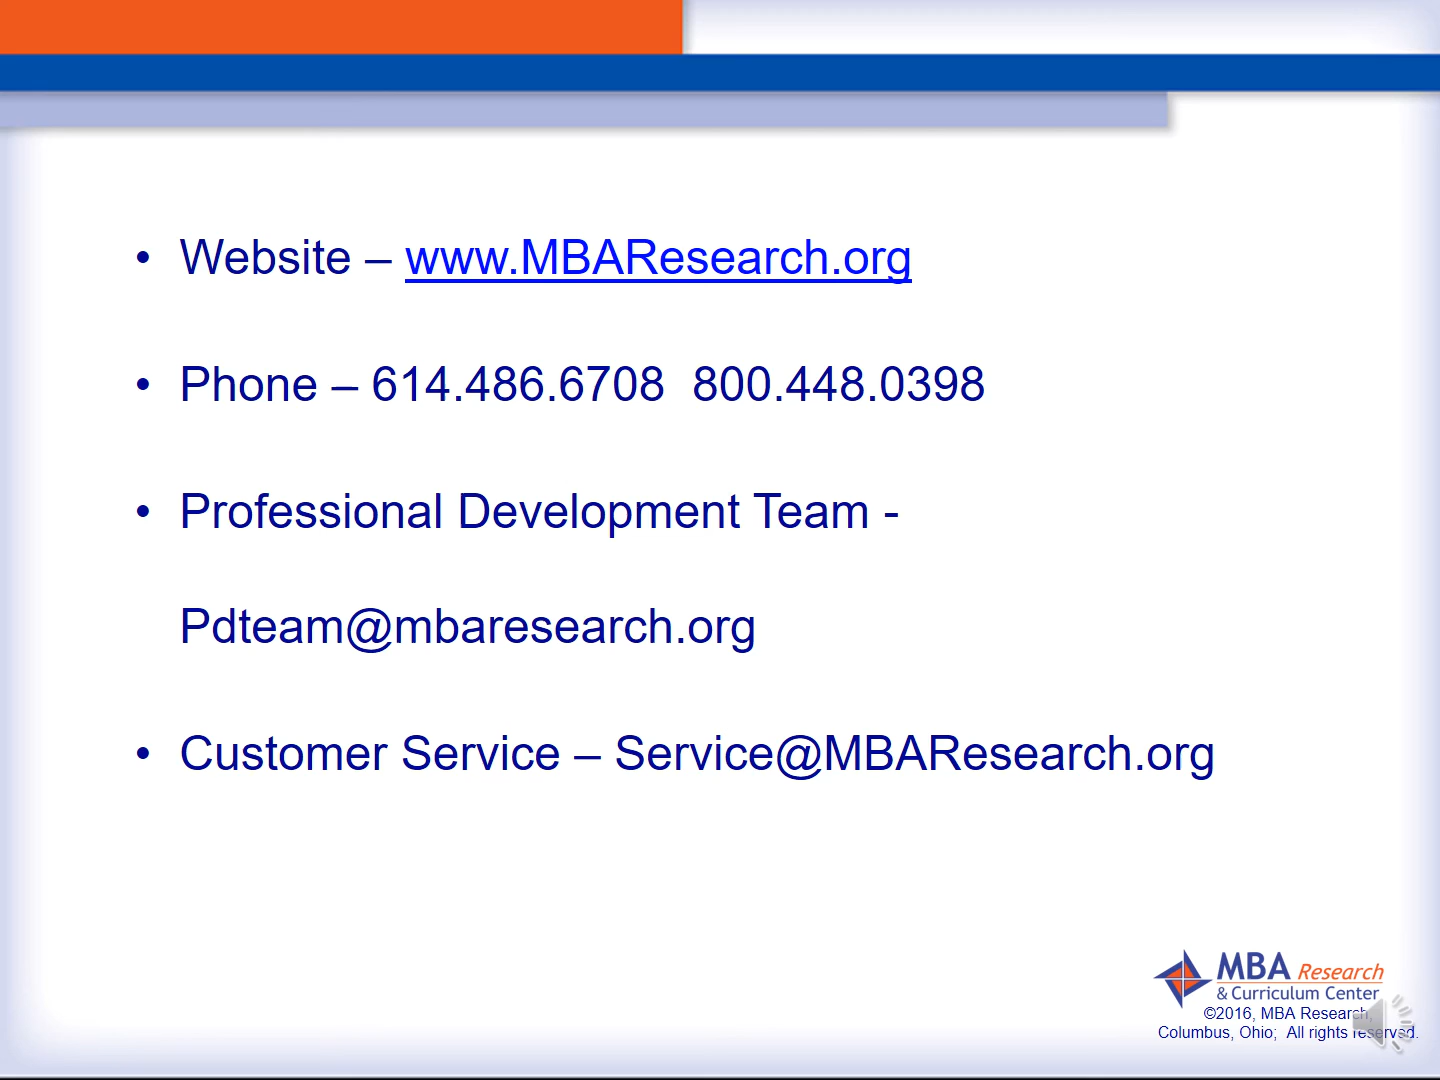 • Website – www.MBAResearch.org
• Phone – 614.486.6708  800.448.0398
• Professional Development Team -
Pdteam@mbaresearch.org
• Customer Service – Service@MBAResearch.org
MBA Research
& Curriculum Center
©2016, MBA Research,
Columbus, Ohio;  All rights reserved.